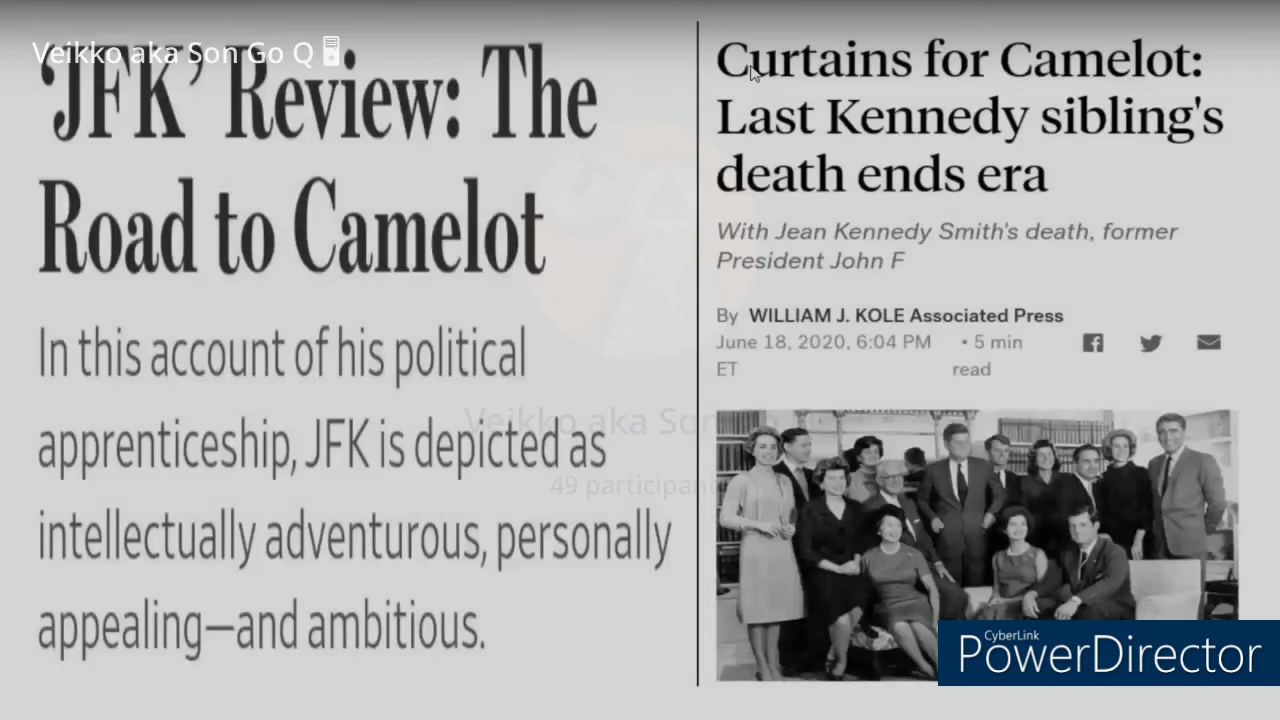 Veikko aka Son Go Q
'JFK' Review: The
Road to Camelot
In this account of his political
apprenticeship, JFK is depicted as
intellectually adventurous, personally
appealing—and ambitious.
Curtains for Camelot:
Last Kennedy sibling's
death ends era
With Jean Kennedy Smith's death, former
President John F
By WILLIAM J. KOLE Associated Press
June 18, 2020, 6:04 PM • 5 min
ET read
Veikko aka Son
49 participan
CyberLink
PowerDirector